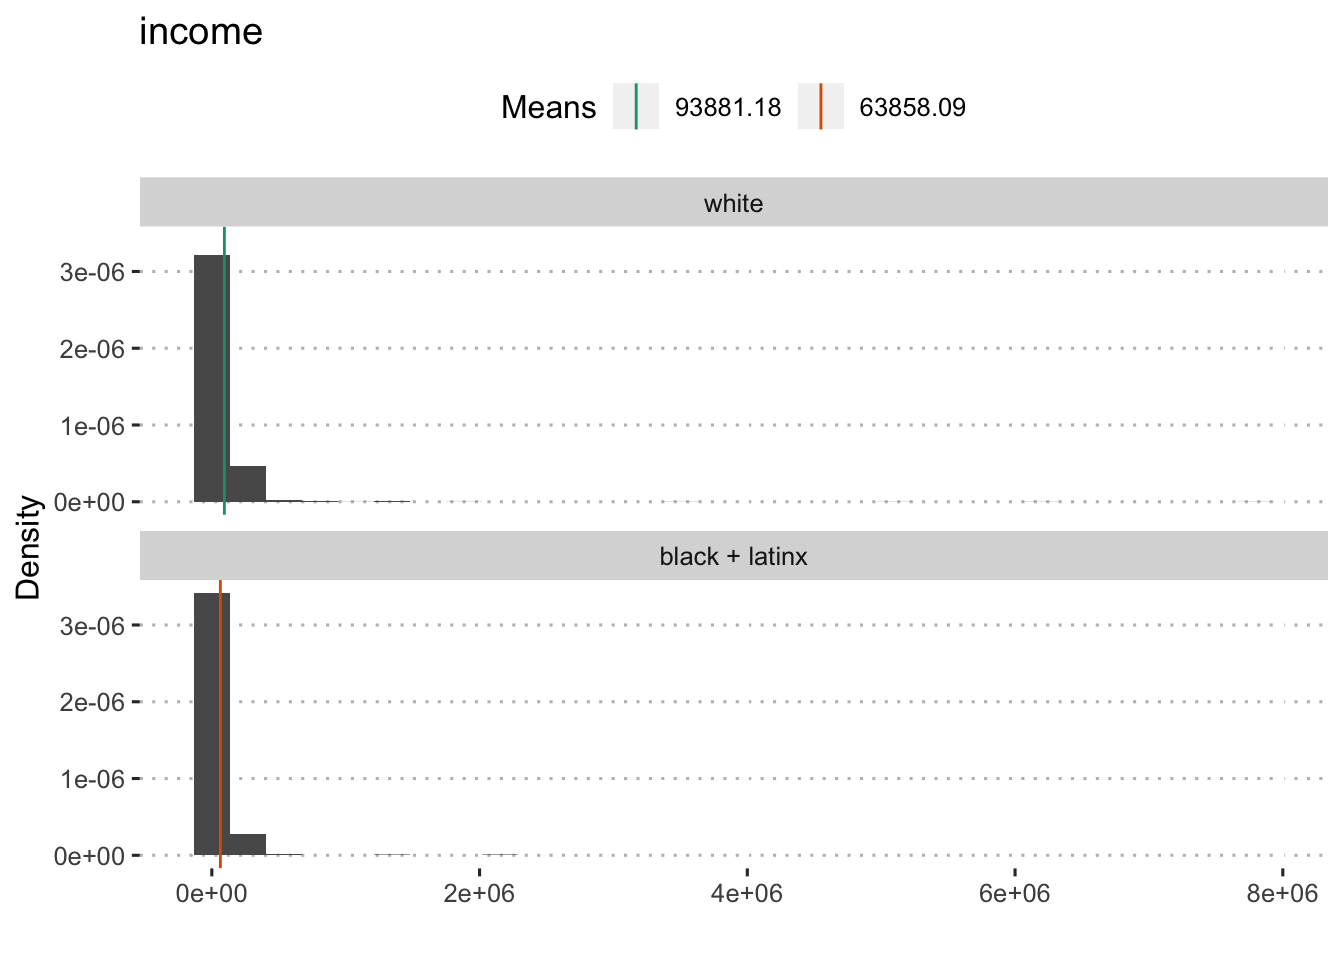 income
Means 93881.18 63858.09
white
3e-06
2e-06
1e-06
0e+00
Density
black + latinx
3e-06
2e-06
1e-06
0e+00
0e+00 2e+06 4e+06 6e+06 8e+06